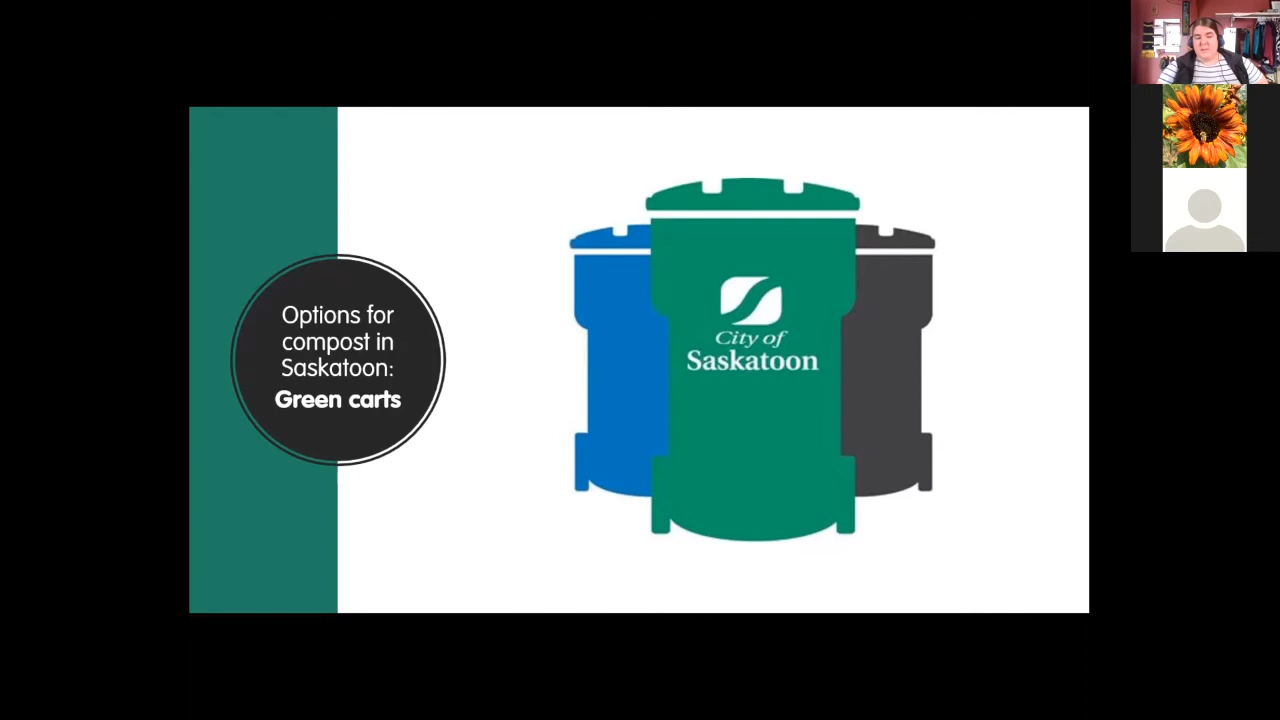 Options for
compost in
Saskatoon:
Green carts
City of
Saskatoon